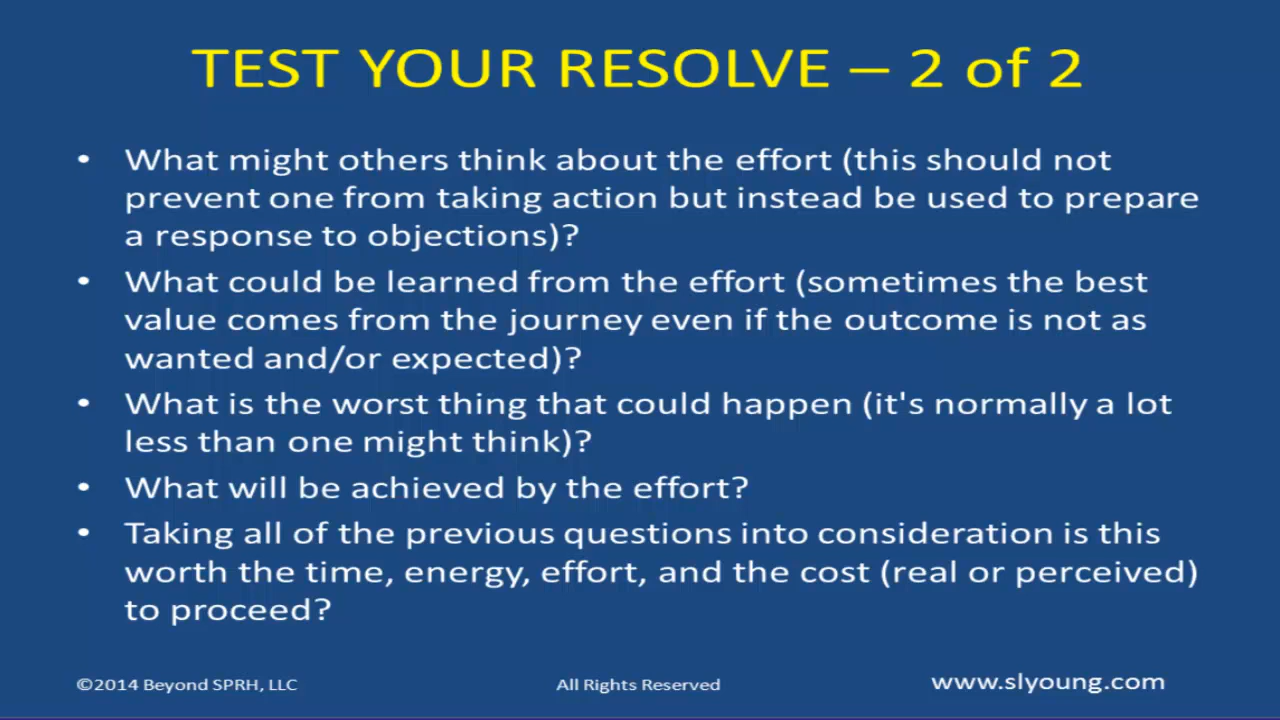 TEST YOUR RESOLVE – 2 of 2
• What might others think about the effort (this should not
prevent one from taking action but instead be used to prepare
a response to objections)?
• What could be learned from the effort (sometimes the best
value comes from the journey even if the outcome is not as
wanted and/or expected)?
• What is the worst thing that could happen (it's normally a lot
less than one might think)?
• What will be achieved by the effort?
• Taking all of the previous questions into consideration is this
worth the time, energy, effort, and the cost (real or perceived)
to proceed?
©2014 Beyond SPRH, LLC
All Rights Reserved
www.slyoung.com